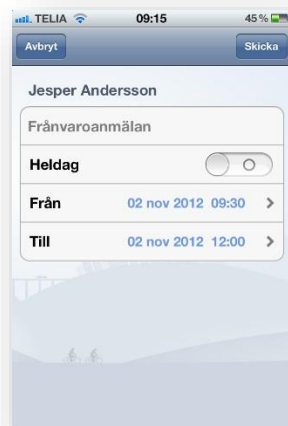 TELIA 09:15 45 %
Avbryt Skicka
Jesper Andersson
Frånvaroanmälan
Heldag
Från 02 nov 2012 09:30
Till 02 nov 2012 12:00